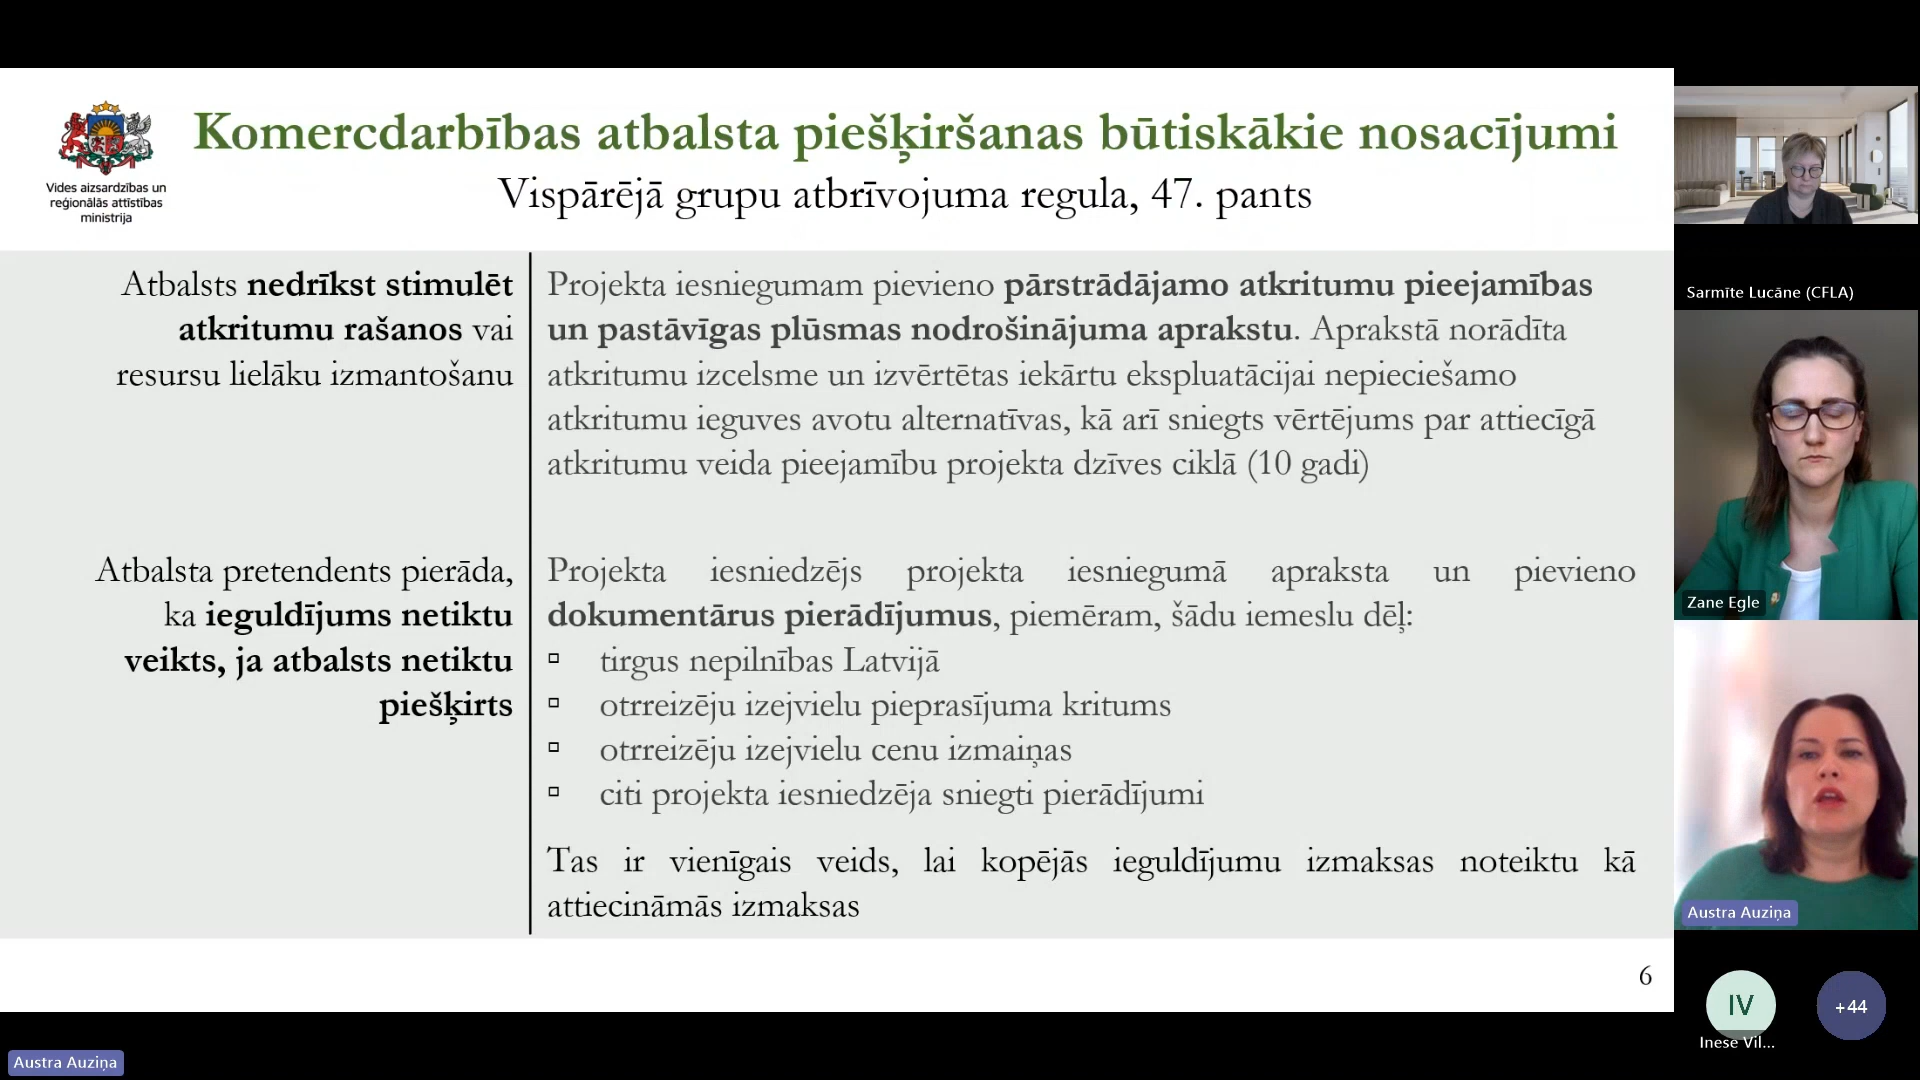 Komercdarbības atbalsta piešķiršanas būtiskākie nosacījumi
Vispārējā grupu atbrīvojuma regula, 47. pants
Vides aizsardzības un
reģionālās attīstības
ministrija
Atbalsts nedrīkst stimulēt
atkritumu rašanos vai
resursu lielāku izmantošanu
Projekta iesniegumam pievieno pārstrādājamo atkritumu pieejamības
un pastāvīgas plūsmas nodrošinājuma aprakstu. Aprakstā norādīta
atkritumu izcelsme un izvērtētas iekārtu ekspluatācijai nepieciešamo
atkritumu ieguves avotu alternatīvas, kā arī sniegts vērtējums par attiecīgā
atkritumu veida pieejamību projekta dzīves ciklā (10 gadi)
Atbalsta pretendents pierāda,
ka ieguldījums netiktu
veikts, ja atbalsts netiktu
piešķirts
Projekta iesniedzējs projekta iesniegumā apraksta un pievieno
dokumentārus pierādījumus, piemēram, šādu iemeslu dēļ:
▫ tirgus nepilnības Latvijā
▫ otrreizēju izejvielu pieprasījuma kritums
▫ otrreizēju izejvielu cenu izmaiņas
▫ citi projekta iesniedzēja sniegti pierādījumi
Tas ir vienīgais veids, lai kopējās ieguldījumu izmaksas noteiktu kā
attiecināmās izmaksas
6
Sarmīte Lucāne (CFLA)
Zane Egle
Austra Auziņa
IV
Inese Vil...
+44
Austra Auziņa